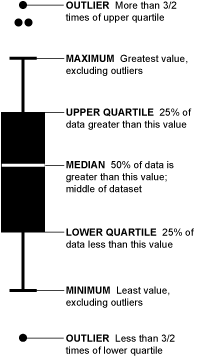 OUTLIER More than 3/2
times of upper quartile
MAXIMUM Greatest value,
excluding outliers
UPPER QUARTILE 25% of
data greater than this value
MEDIAN 50% of data is
greater than this value;
middle of dataset
LOWER QUARTILE 25% of
data less than this value
MINIMUM Least value,
excluding outliers
OUTLIER Less than 3/2
times of lower quartile